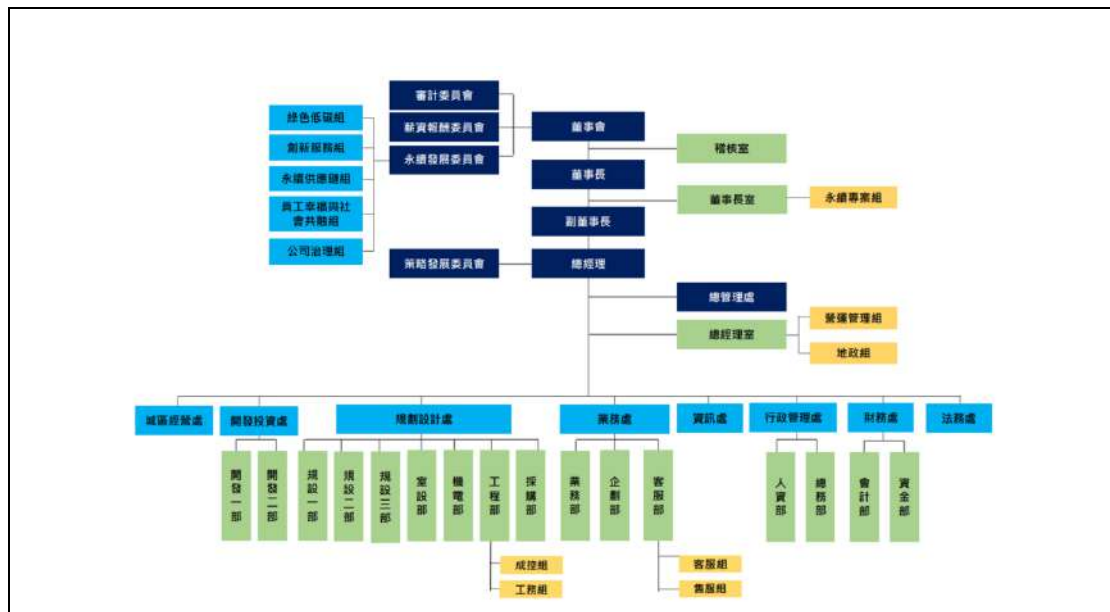 審計委員會
薪資報酬委員會
永續發展委員會
綠色低碳組
創新服務組
永續供應鏈組
員工幸福與社
會共融組
公司治理組
董事會
稽核室
董事長
董事長室
永續專案組
副董事長
策略發展委員會
總經理
總管理處
總經理室
營運管理組
地政組
城區經營處
開發投資處
規劃設計處
業務處
資訊處
行政管理處
財務處
法務處
開發一部
開發二部
規設一部
規設二部
規設三部
室設部
機電部
工程部
採購部
業務部
企劃部
客服部
人資部
總務部
會計部
資金部
成控組
工務組
客服組
售服組